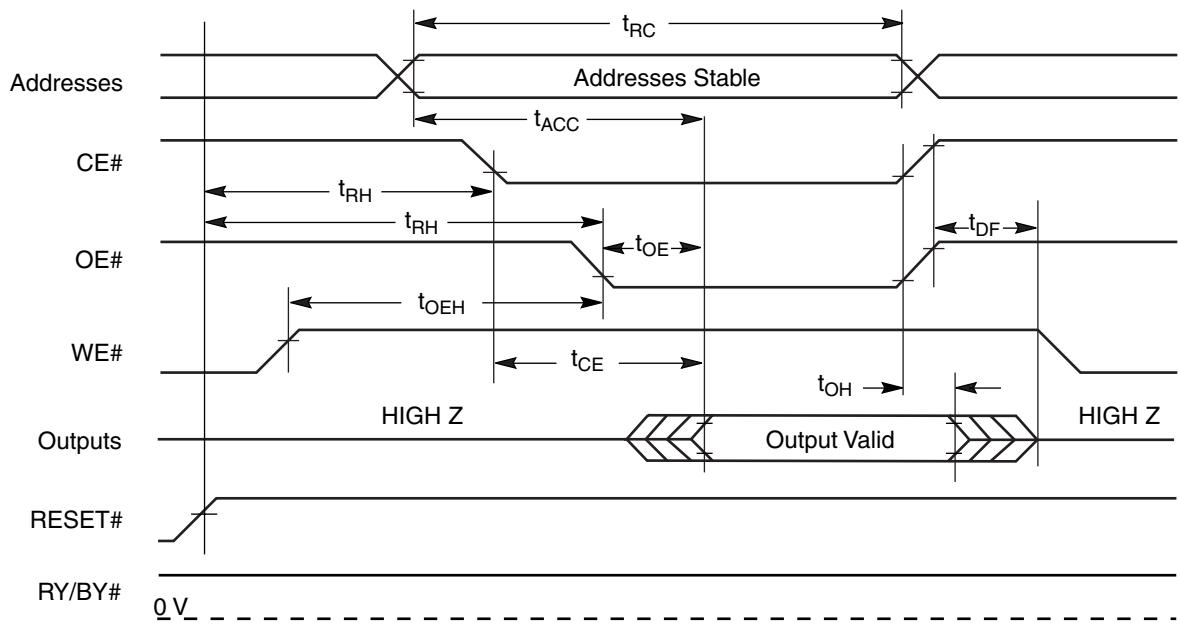 tRC
Addresses
Addresses Stable
tACC
CE#
tRH
tRH
OE#
tOE
tDF
tOEH
WE#
tCE
tOH
HIGH Z
HIGH Z
Outputs
Output Valid
RESET#
RY/BY#
0 V